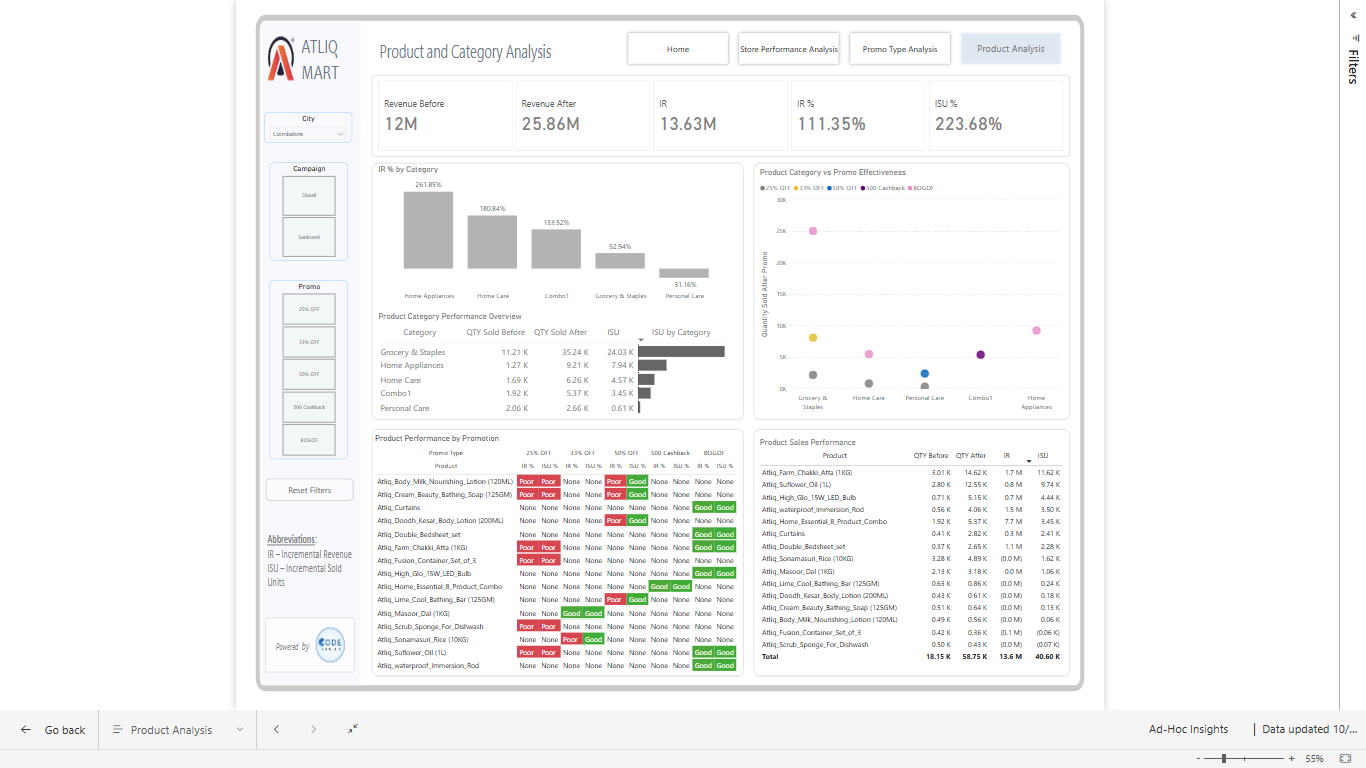 ATLIQ
MART
Product and Category Analysis
Home
Store Performance Analysis
Promo Type Analysis
Product Analysis
Filters
City
Coimbatore
Campaign
Diwali
Sankranti
Promo
25% OFF
33% OFF
50% OFF
500 Cashback
BOGOF
Reset Filters
Abbreviations:
IR – Incremental Revenue
ISU – Incremental Sold
Units
Powered by
CODE
Revenue Before
12M
Revenue After
25.86M
IR
13.63M
IR %
111.35%
ISU %
223.68%
IR % by Category
261.85%
180.84%
133.52%
52.94%
31.16%
Home Appliances Home Care Combo1 Grocery & Staples Personal Care
Product Category Performance Overview
Category QTY Sold Before QTY Sold After ISU ISU by Category
Grocery & Staples 11.21 K 35.24 K 24.03 K
Home Appliances 1.27 K 9.21 K 7.94 K
Home Care 1.69 K 6.26 K 4.57 K
Combo1 1.92 K 5.37 K 3.45 K
Personal Care 2.06 K 2.66 K 0.61 K
Product Category vs Promo Effectiveness
25% OFF 33% OFF 50% OFF 500 Cashback BOGOF
Quantity Sold After Promo
30K
25K
20K
15K
10K
5K
0K
Grocery & Staples
Home Care
Personal Care
Combo1
Home Appliances
Product Performance by Promotion
Promo Type 25% OFF 33% OFF 50% OFF 500 Cashback BOGOF
Product IR % ISU % IR % ISU % IR % ISU % IR % ISU % IR % ISU %
Atliq_Body_Milk_Nourishing_Lotion (120ML) Poor Poor None None Poor Good None None None None
Atliq_Cream_Beauty_Bathing_Soap (125GM) Poor Poor None None Poor Good None None None None
Atliq_Curtains None None None None None None None None Good Good
Atliq_Doodh_Kesar_Body_Lotion (200ML) None None None None Poor Good None None None None
Atliq_Double_Bedsheet_set None None None None None None None None Good Good
Atliq_Farm_Chakki_Atta (1KG) Poor Poor None None None None None None Good Good
Atliq_Fusion_Container_Set_of_3 Poor Poor None None None None None None None None
Atliq_High_Glo_15W_LED_Bulb None None None None None None None None Good Good
Atliq_Home_Essential_8_Product_Combo None None None None None None Good Good None None
Atliq_Lime_Cool_Bathing_Bar (125GM) None None None None Poor Good None None None None
Atliq_Masoor_Dal (1KG) None None Good Good None None None None None None
Atliq_Scrub_Sponge_For_Dishwash Poor Poor None None None None None None None None
Atliq_Sonamasuri_Rice (10KG) None None Poor Good None None None None None None
Atliq_Suflower_Oil (1L) Poor Poor None None None None None None Good Good
Atliq_waterproof_Immersion_Rod None None None None None None None None Good Good
Product Sales Performance
Product QTY Before QTY After IR ISU
Atliq_Farm_Chakki_Atta (1KG) 3.01 K 14.62 K 1.7 M 11.62 K
Atliq_Suflower_Oil (1L) 2.80 K 12.55 K 0.8 M 9.74 K
Atliq_High_Glo_15W_LED_Bulb 0.71 K 5.15 K 0.7 M 4.44 K
Atliq_waterproof_Immersion_Rod 0.56 K 4.06 K 1.5 M 3.50 K
Atliq_Home_Essential_8_Product_Combo 1.92 K 5.37 K 7.7 M 3.45 K
Atliq_Curtains 0.41 K 2.82 K 0.3 M 2.41 K
Atliq_Double_Bedsheet_set 0.37 K 2.65 K 1.1 M 2.28 K
Atliq_Sonamasuri_Rice (10KG) 3.28 K 4.89 K (0.0 M) 1.62 K
Atliq_Masoor_Dal (1KG) 2.13 K 3.18 K 0.0 M 1.06 K
Atliq_Lime_Cool_Bathing_Bar (125GM) 0.63 K 0.86 K (0.0 M) 0.24 K
Atliq_Doodh_Kesar_Body_Lotion (200ML) 0.43 K 0.61 K (0.0 M) 0.18 K
Atliq_Cream_Beauty_Bathing_Soap (125GM) 0.51 K 0.64 K (0.0 M) 0.13 K
Atliq_Body_Milk_Nourishing_Lotion (120ML) 0.49 K 0.56 K (0.0 M) 0.06 K
Atliq_Fusion_Container_Set_of_3 0.42 K 0.36 K (0.1 M) (0.06 K)
Atliq_Scrub_Sponge_For_Dishwash 0.50 K 0.43 K (0.0 M) (0.07 K)
Total 18.15 K 58.75 K 13.6 M 40.60 K
Go back
Product Analysis
Ad-Hoc Insights
Data updated 10/...
- + 55%